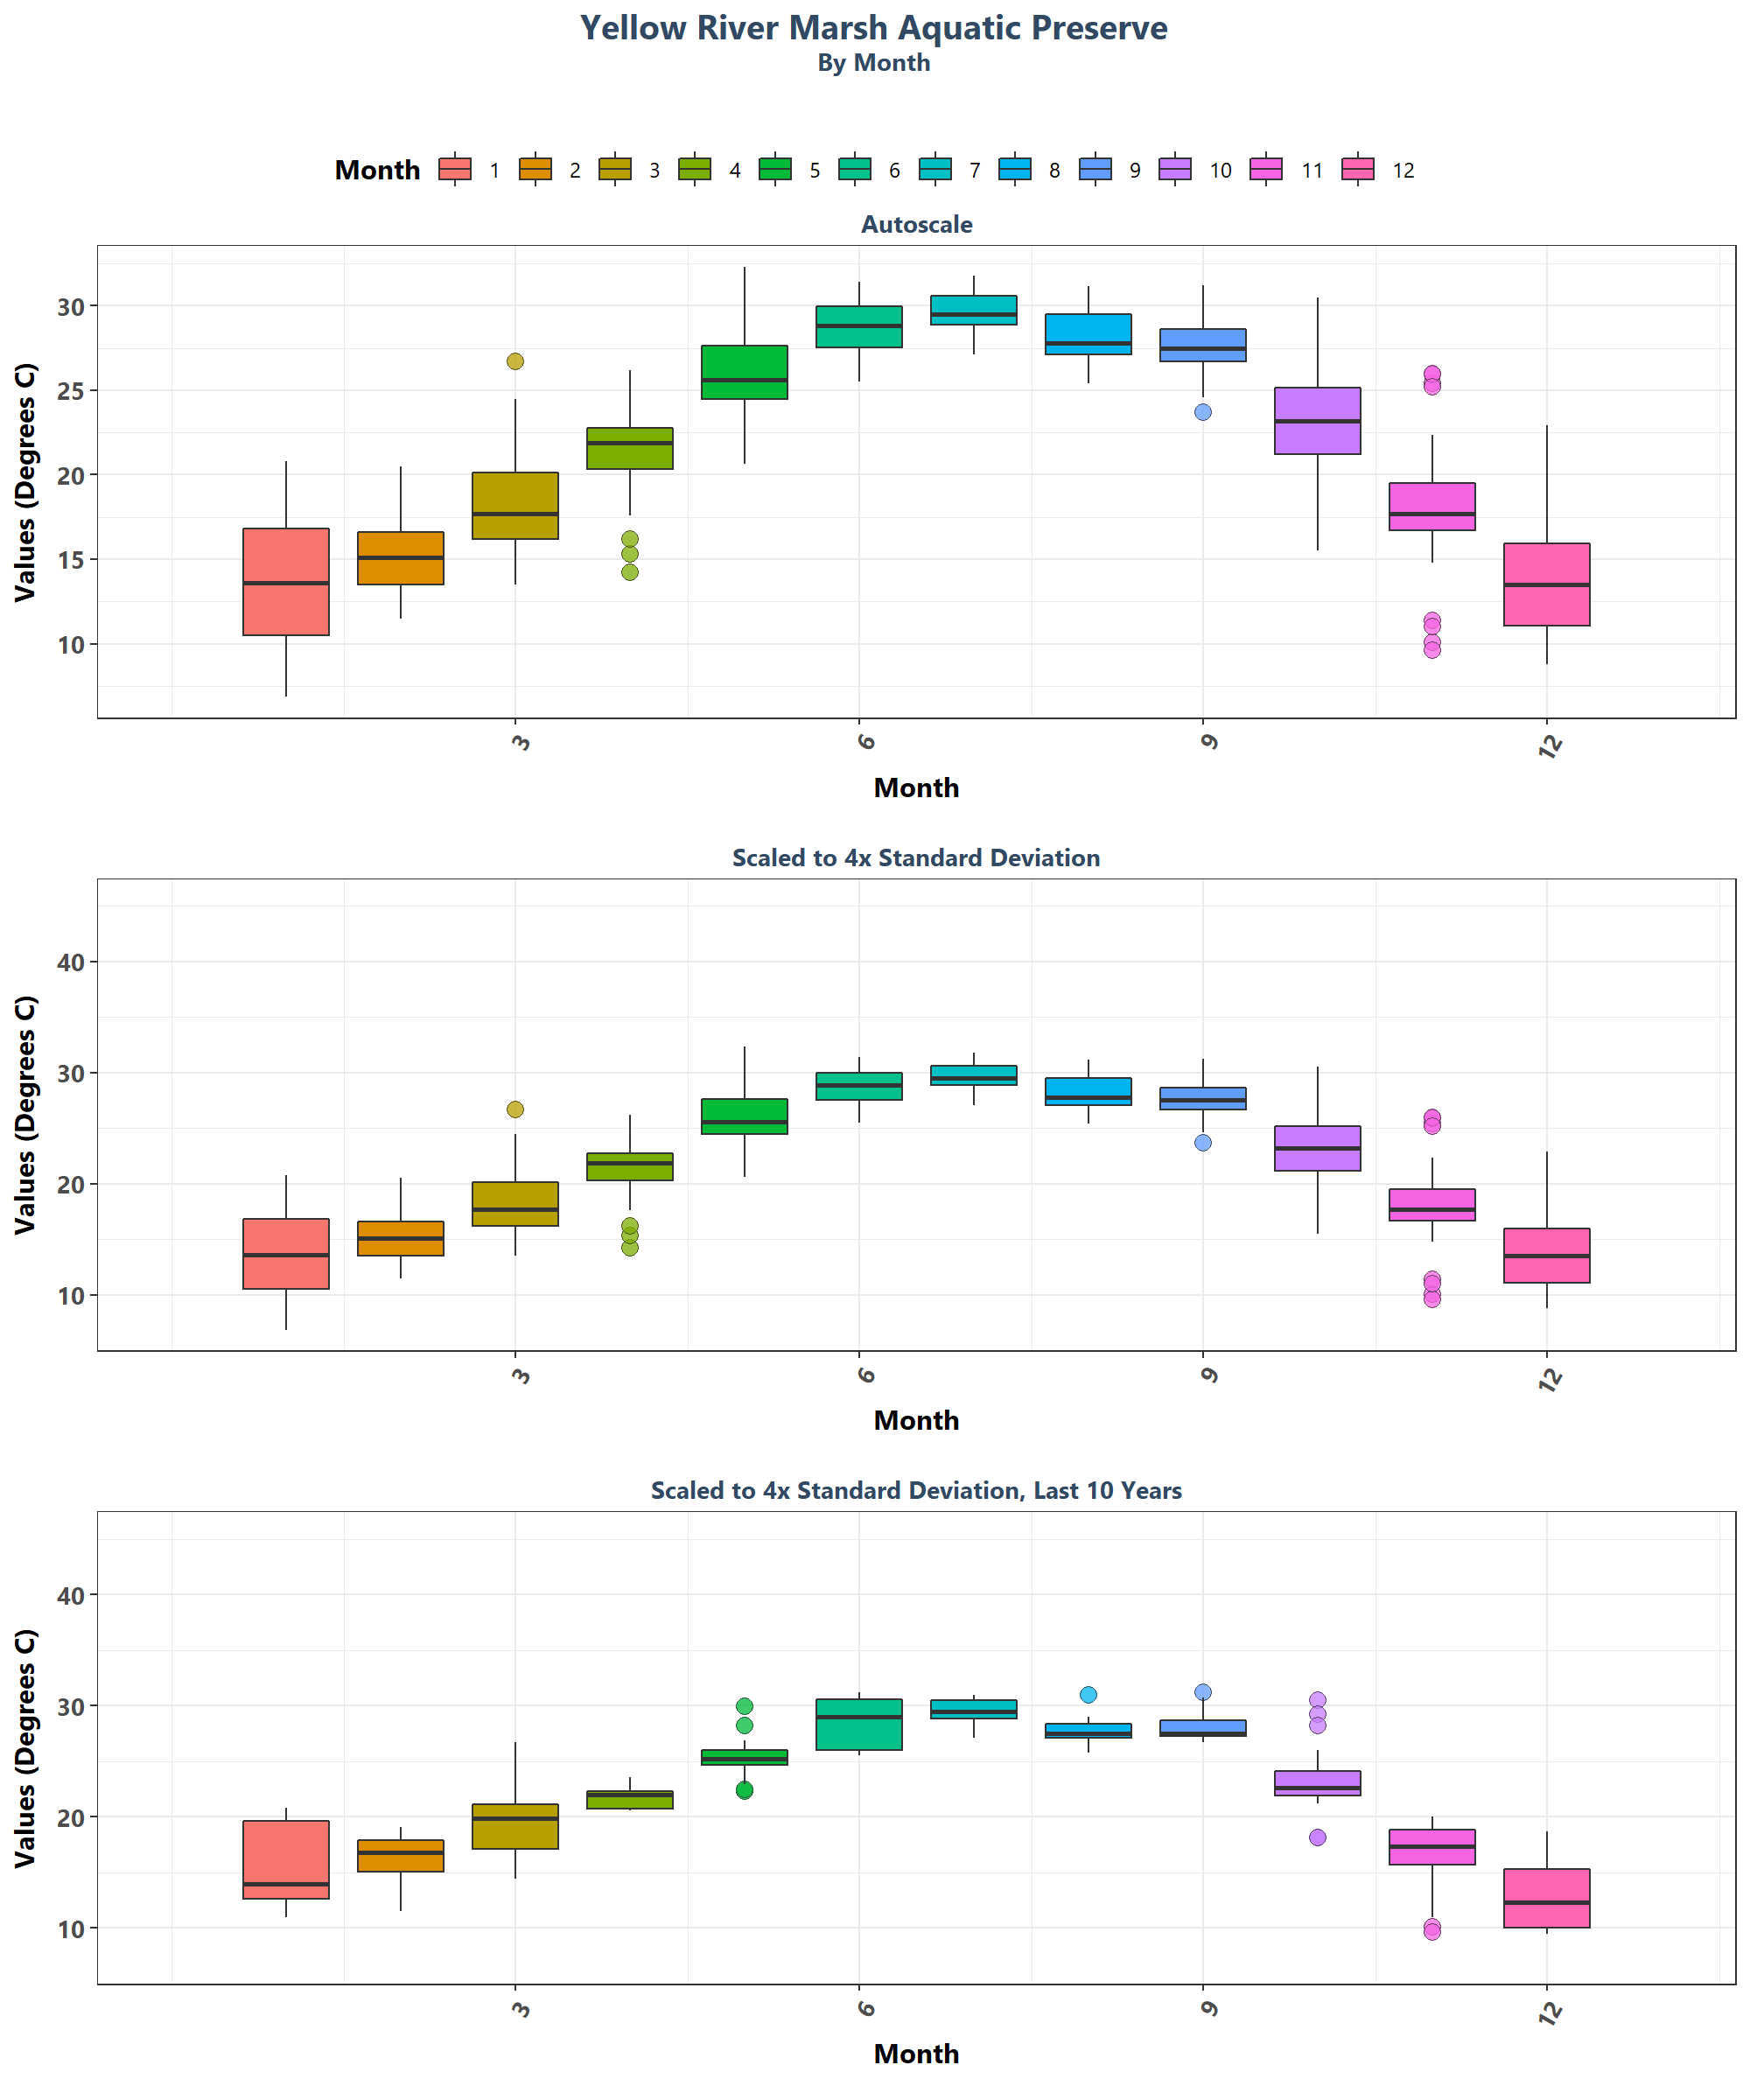 Yellow River Marsh Aquatic Preserve
By Month
Month 1 2 3 4 5 6 7 8 9 10 11 12
Autoscale
Values (Degrees C)
30
25
20
15
10
3 6 9 12
Month
Scaled to 4x Standard Deviation
Values (Degrees C)
40
30
20
10
3 6 9 12
Month
Scaled to 4x Standard Deviation, Last 10 Years
Values (Degrees C)
40
30
20
10
3 6 9 12
Month